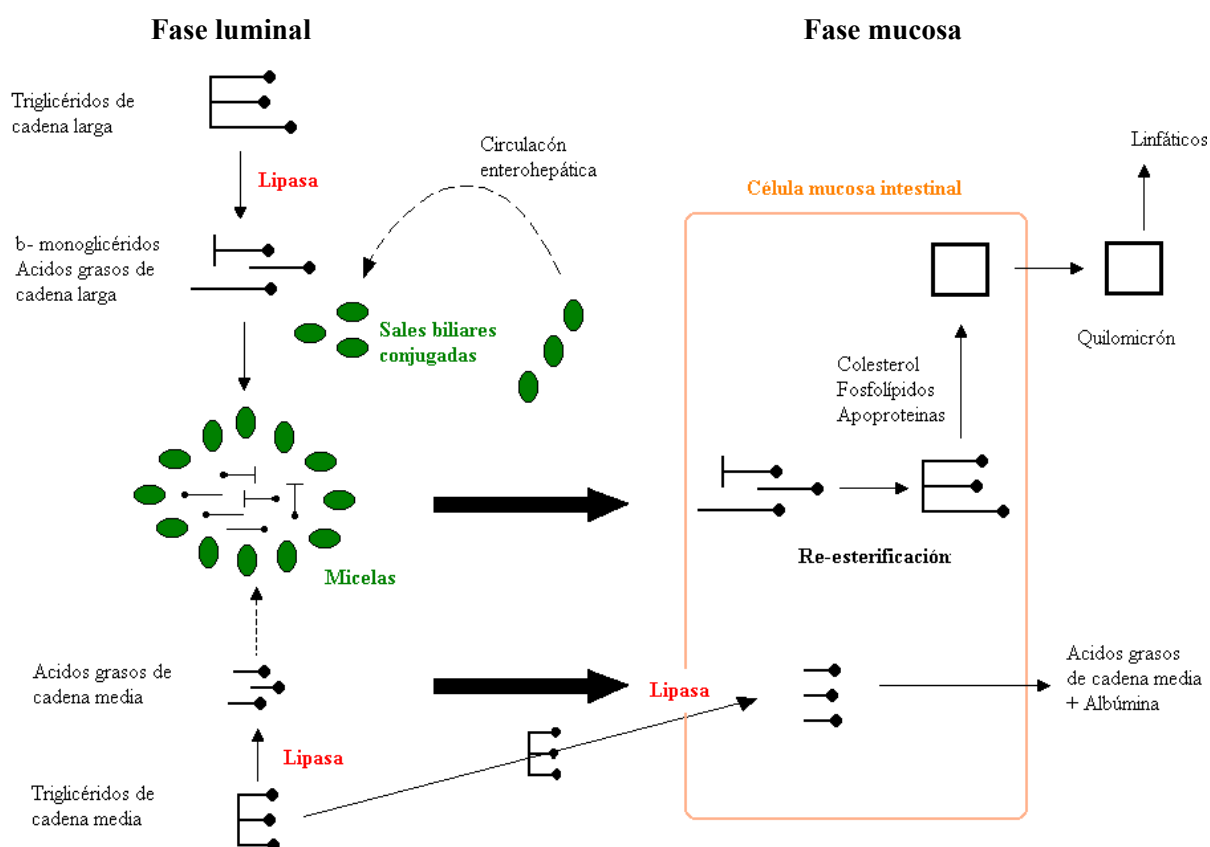 Fase luminal
Fase mucosa
Triglicéridos de
cadena larga
Lipasa
Circulacón
enterohepática
b- monoglicéridos
Acidos grasos de
cadena larga
Sales biliares
conjugadas
Micelas
Acidos grasos de
cadena media
Lipasa
Triglicéridos de
cadena media
Célula mucosa intestinal
Linfáticos
Quilomicrón
Colesterol
Fosfolípidos
Apoproteinas
Re-esterificación
Lipasa
Acidos grasos
de cadena media
+ Albúmina